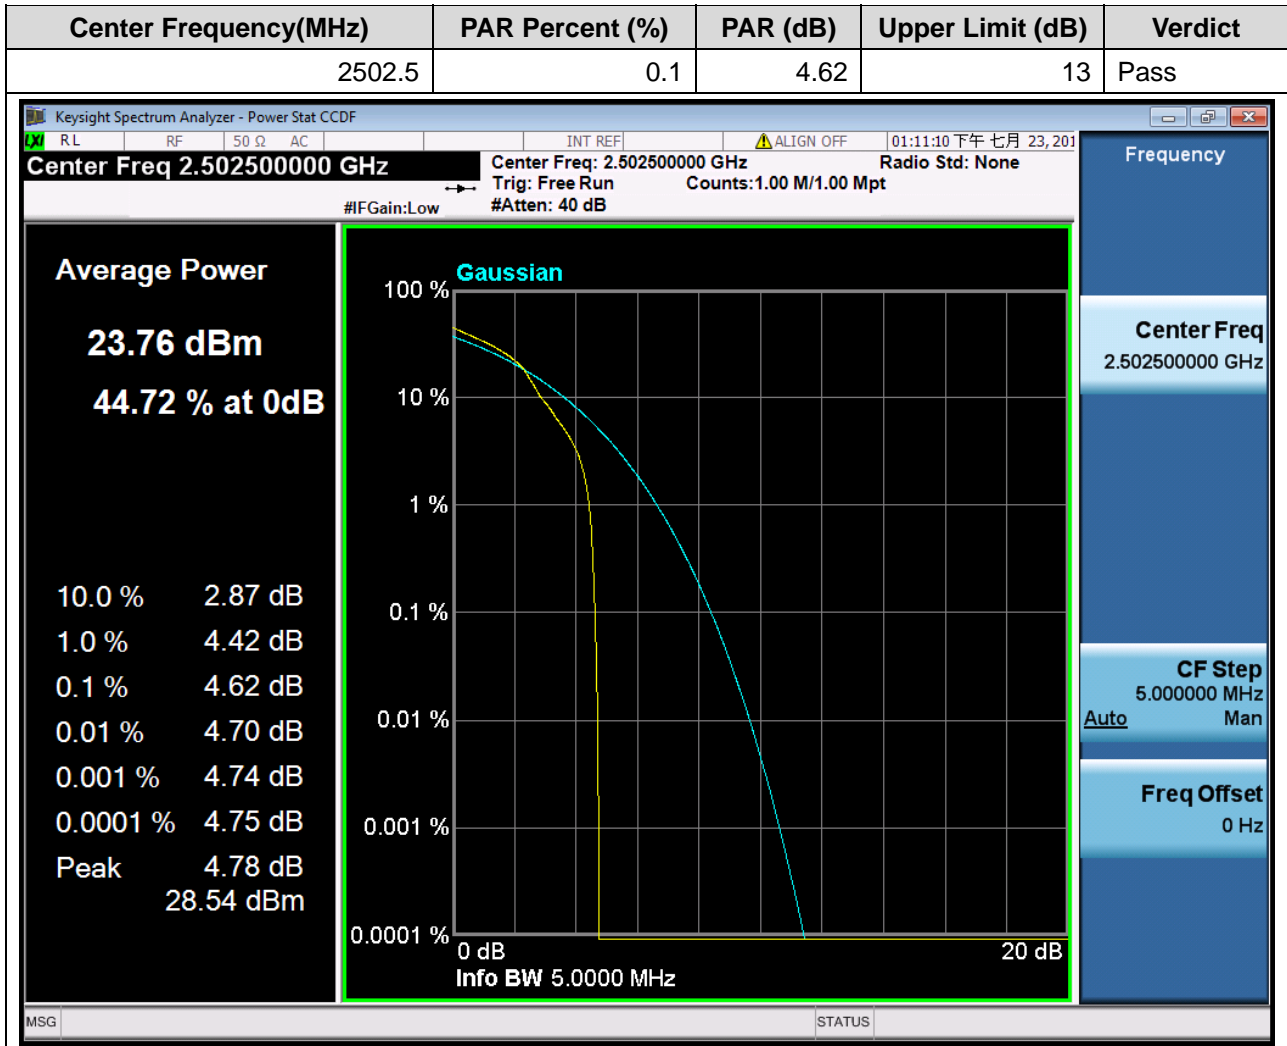 Center Frequency(MHz) PAR Percent (%) PAR (dB) Upper Limit (dB) Verdict
2502.5 0.1 4.62 13 Pass
Keysight Spectrum Analyzer - Power Stat CCDF
LXI RL RF 50 Ω AC INT REF ALIGN OFF 01:11:10 下午 七月 23, 201
Center Freq 2.502500000 GHz
Center Freq: 2.502500000 GHz Radio Std: None
Trig: Free Run Counts:1.00 M/1.00 Mpt
#IFGain:Low #Atten: 40 dB
Average Power
23.76 dBm
44.72 % at 0dB
10.0 % 2.87 dB
1.0 % 4.42 dB
0.1 % 4.62 dB
0.01 % 4.70 dB
0.001 % 4.74 dB
0.0001 % 4.75 dB
Peak 4.78 dB
28.54 dBm
Gaussian
100 %
10 %
1 %
0.1 %
0.01 %
0.001 %
0.0001 %
0 dB 20 dB
Info BW 5.0000 MHz
Frequency
Center Freq
2.502500000 GHz
CF Step
5.000000 MHz
Auto Man
Freq Offset
0 Hz
MSG STATUS